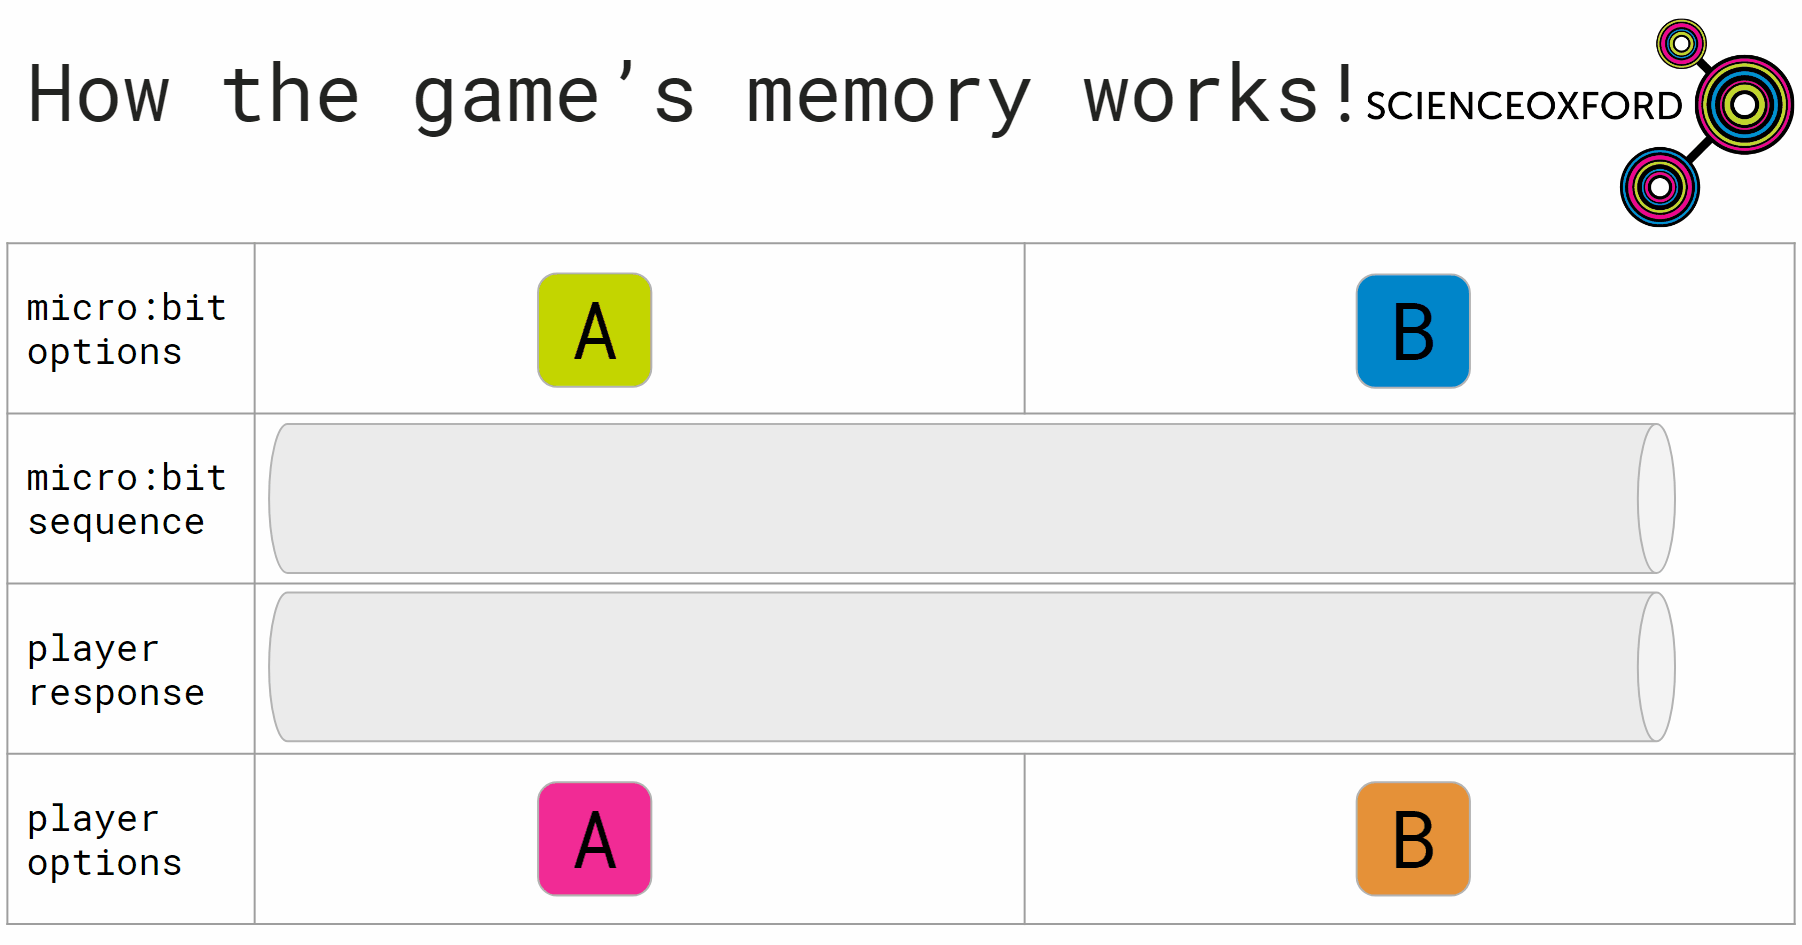 How the game’s memory works!
SCIENCEOXFORD
micro:bit
options
A
B
micro:bit
sequence
player
response
player
options
A
B